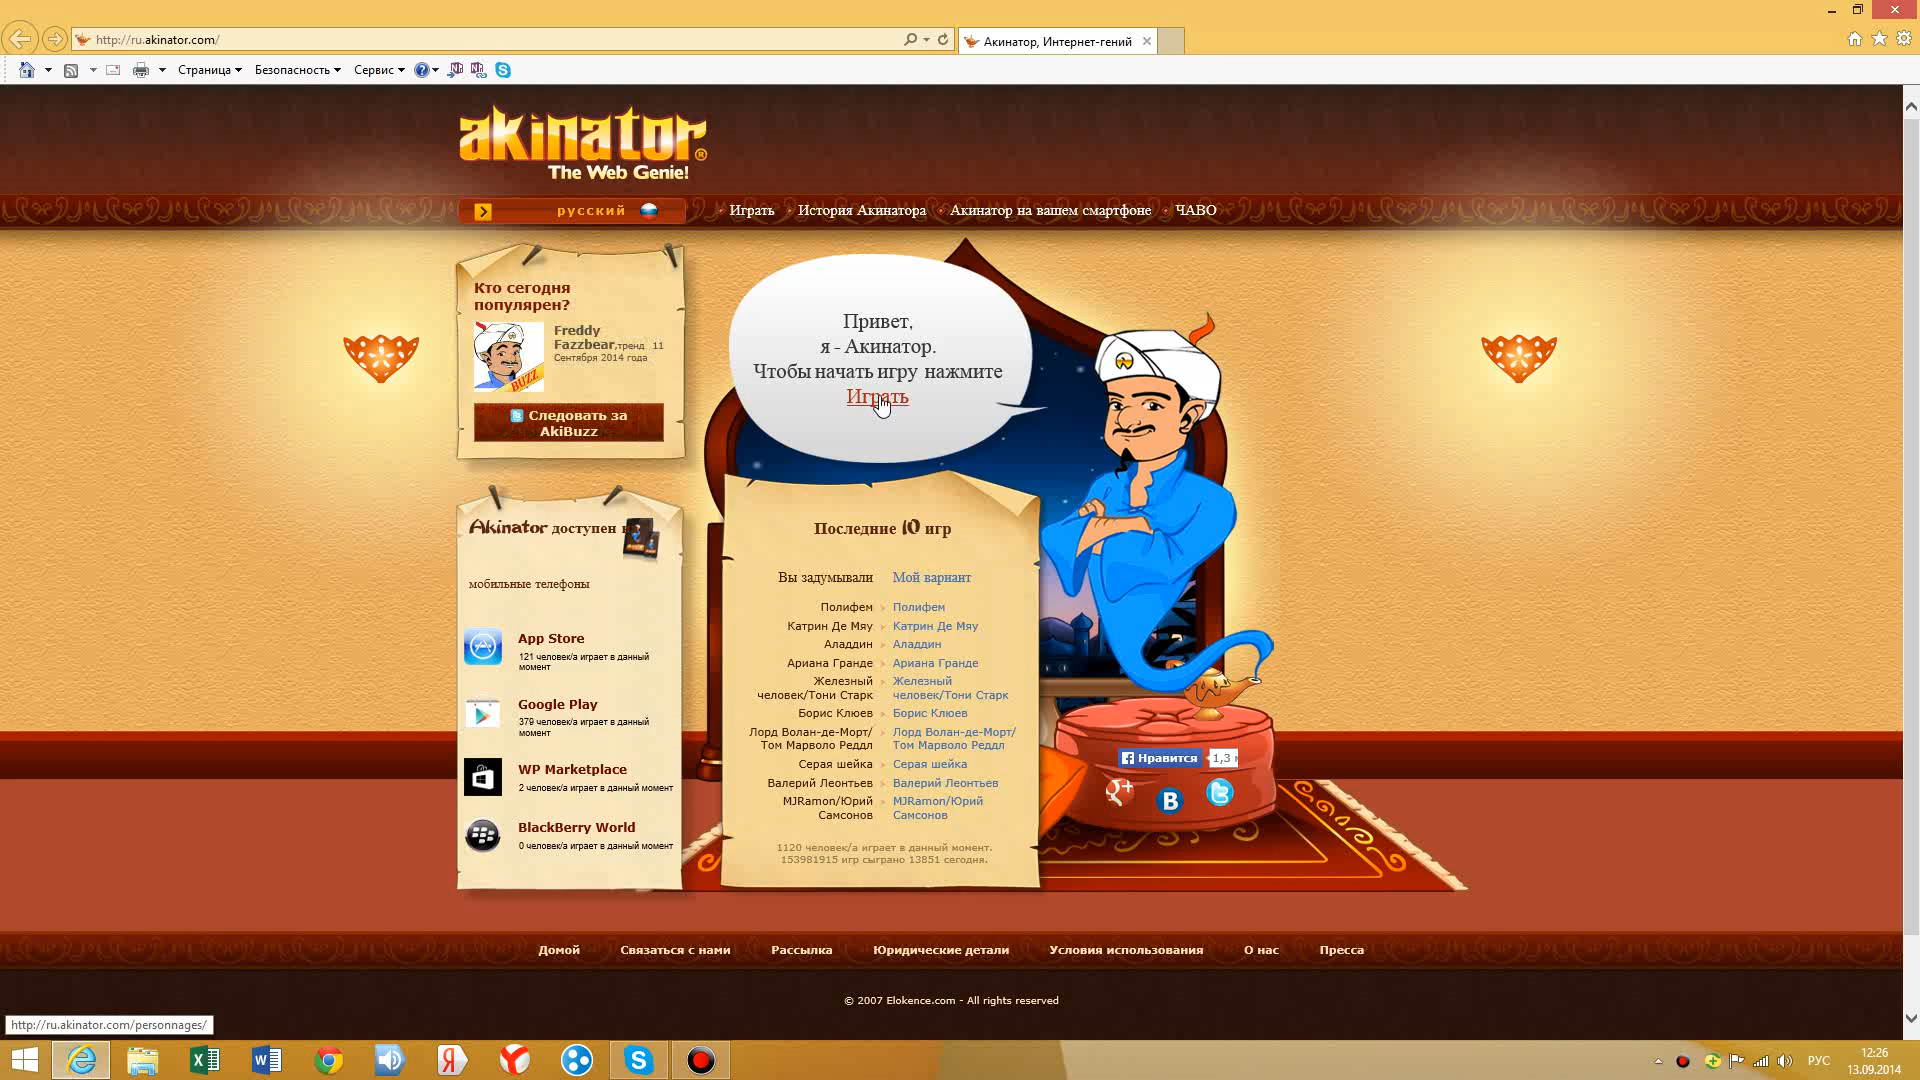 http://ru.akinator.com/
Акинатор, Интернет-гений
Страница
Безопасность
Сервис
akinator®
The Web Genie!
русский
Играть
История Акинатора
Акинатор на вашем смартфоне
ЧАВО
Кто сегодня
популярен?
Freddy
Fazzbear,тренд 11
Сентября 2014 года
BUZZ
Следовать за
AkiBuzz
Привет,
я - Акинатор.
Чтобы начать игру нажмите
Играть
Akinator доступен
мобильные телефоны
App Store
121 человек/а играет в данный
момент
Google Play
379 человек/а играет в данный
момент
WP Marketplace
2 человек/а играет в данный момент
BlackBerry World
0 человек/а играет в данный момент
Последние 10 игр
Вы задумывали Мой вариант
Полифем Полифем
Катрин Де Мяу Катрин Де Мяу
Аладдин Аладдин
Ариана Гранде Ариана Гранде
Железный Железный
человек/Тони Старк человек/Тони Старк
Борис Клюев Борис Клюев
Лорд Волан-де-Морт/ Лорд Волан-де-Морт/
Том Марволо Реддл Том Марволо Реддл
Серая шейка Серая шейка
Валерий Леонтьев Валерий Леонтьев
MJRamon/Юрий MJRamon/Юрий
Самсонов Самсонов
1120 человек/а играет в данный момент.
153981915 игр сыграно 13851 сегодня.
Нравится
1,3
Домой
Связаться с нами
Рассылка
Юридические детали
Условия использования
О нас
Пресса
© 2007 Elokence.com - All rights reserved
http://ru.akinator.com/personnages/
РУС
12:26
13.09.2014